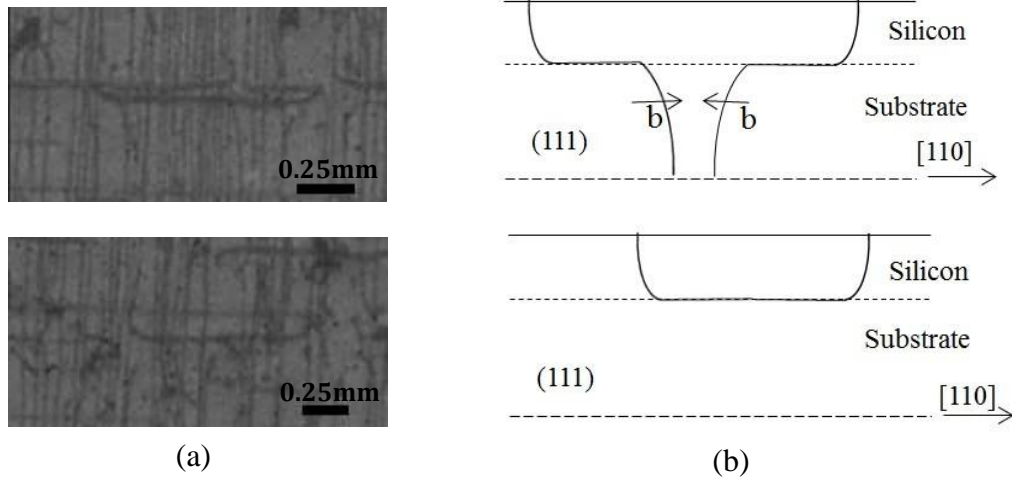 0.25mm
0.25mm
(a)
Silicon
Substrate
b b
(111)
[110]
Silicon
Substrate
(111)
[110]
(b)